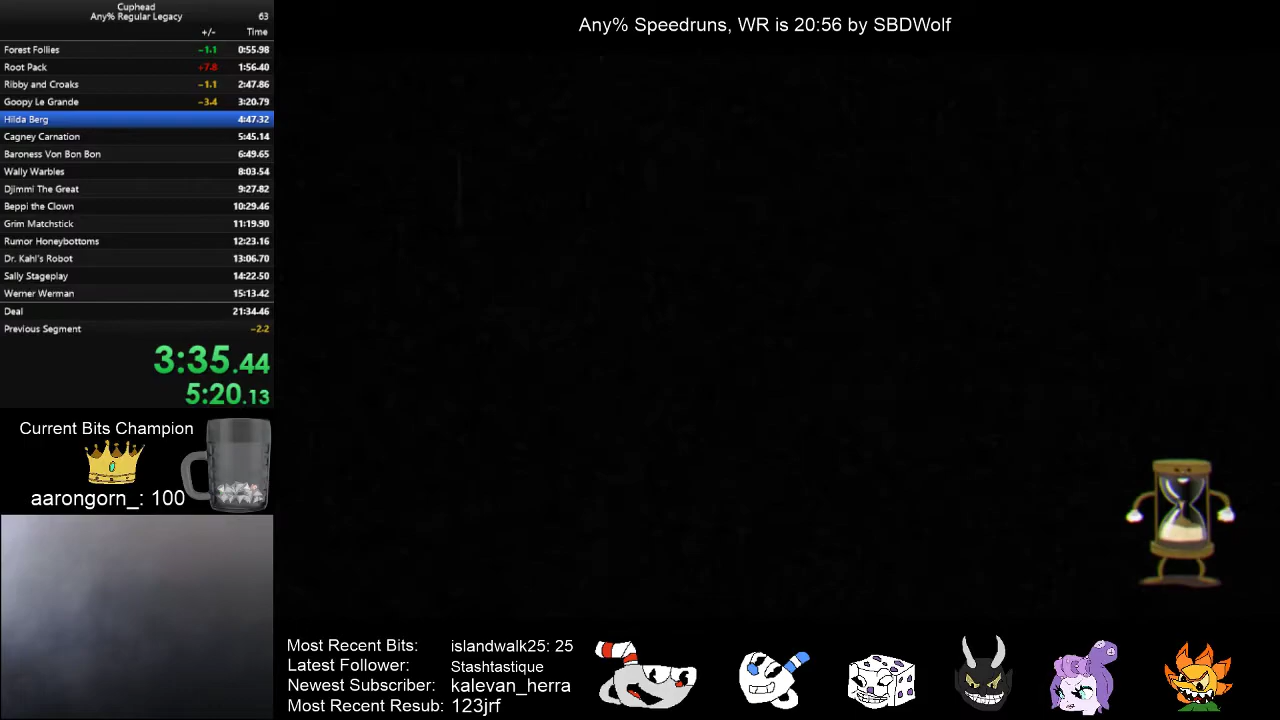 Cuphead
Any% Regular Legacy 63
+/- Time
Forest Follies -1.1 0:55.98
Root Pack +7.8 1:56.40
Ribby and Croaks -1.1 2:47.86
Goopy Le Grande -3.4 3:20.79
Hilda Berg 4:47.32
Cagney Carnation 5:45.14
Baroness Von Bon Bon 6:49.65
Wally Warbles 8:03.54
Djimmi The Great 9:27.82
Beppi the Clown 10:29.46
Grim Matchstick 11:19.90
Rumor Honeybottoms 12:23.16
Dr. Kahl's Robot 13:06.70
Sally Stageplay 14:22.50
Werner Werman 15:13.42
Deal 21:34.46
Previous Segment -2.2
3:35.44
5:20.13
Current Bits Champion
aarongorn_: 100
Any% Speedruns, WR is 20:56 by SBDWolf
Most Recent Bits: islandwalk25: 25
Latest Follower: Stashtastique
Newest Subscriber: kalevan_herra
Most Recent Resub: 123jrf